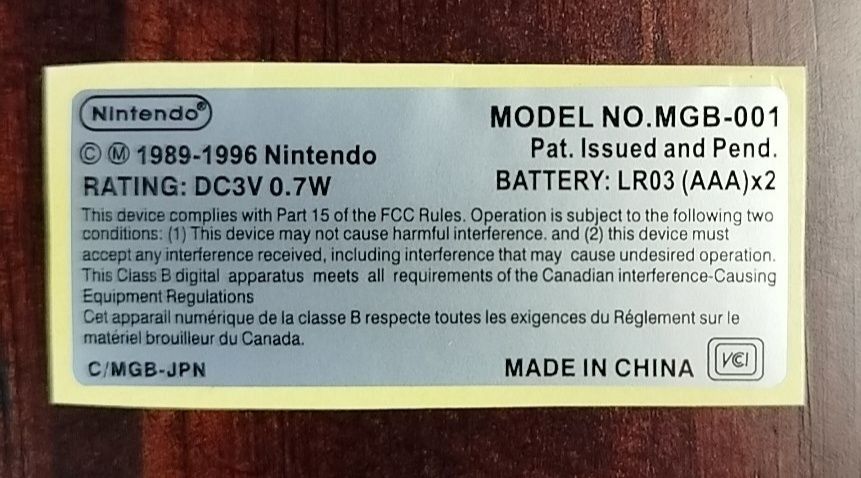 Nintendo®
MODEL NO.MGB-001
© Ⓜ 1989-1996 Nintendo
Pat. Issued and Pend.
RATING: DC3V 0.7W
BATTERY: LR03 (AAA)x2
This device complies with Part 15 of the FCC Rules. Operation is subject to the following two
conditions: (1) This device may not cause harmful interference. and (2) this device must
accept any interference received, including interference that may cause undesired operation.
This Class B digital apparatus meets all requirements of the Canadian interference-Causing
Equipment Regulations
Cet apparail numérique de la classe B respecte toutes les exigences du Réglement sur le
matériel brouilleur du Canada.
C/MGB-JPN
MADE IN CHINA
VCI